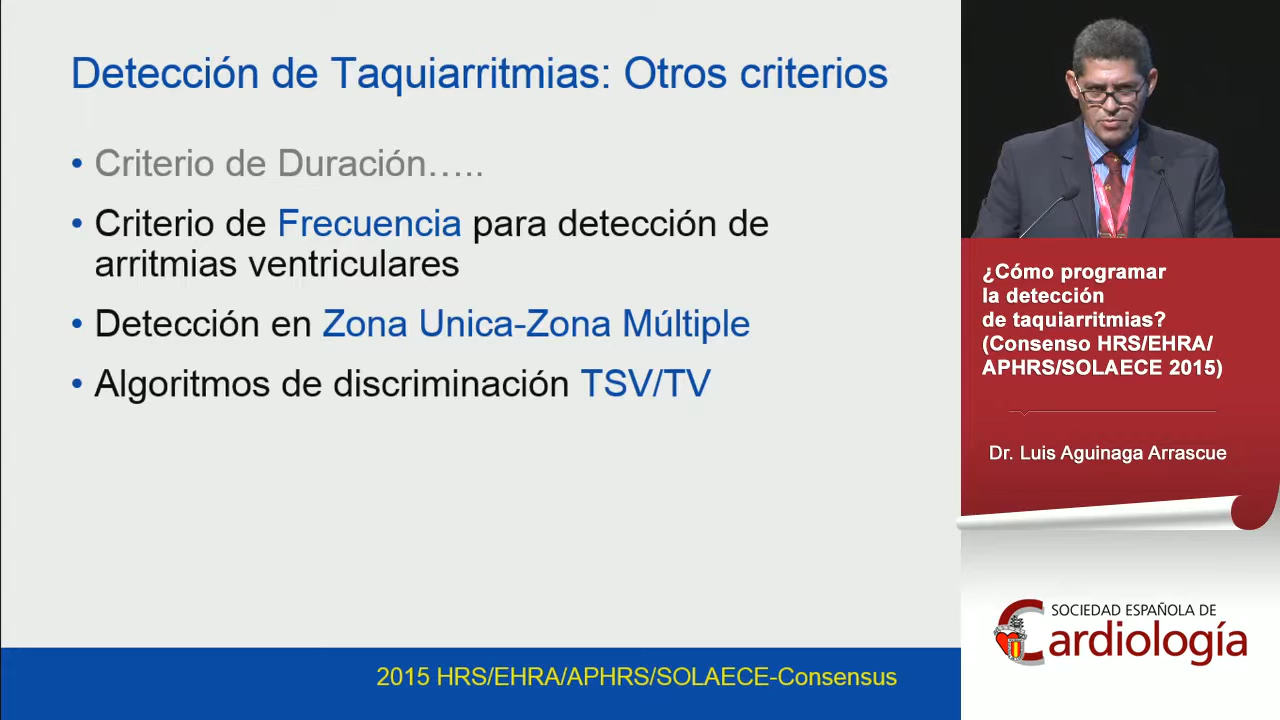 Detección de Taquiarritmias: Otros criterios
• Criterio de Duración…..
• Criterio de Frecuencia para detección de
arritmias ventriculares
• Detección en Zona Unica-Zona Múltiple
• Algoritmos de discriminación TSV/TV
2015 HRS/EHRA/APHRS/SOLAECE-Consensus
¿Cómo programar
la detección
de taquiarritmias?
(Consenso HRS/EHRA/
APHRS/SOLAECE 2015)
Dr. Luis Aguinaga Arrascue
SOCIEDAD ESPAÑOLA DE
Cardiología